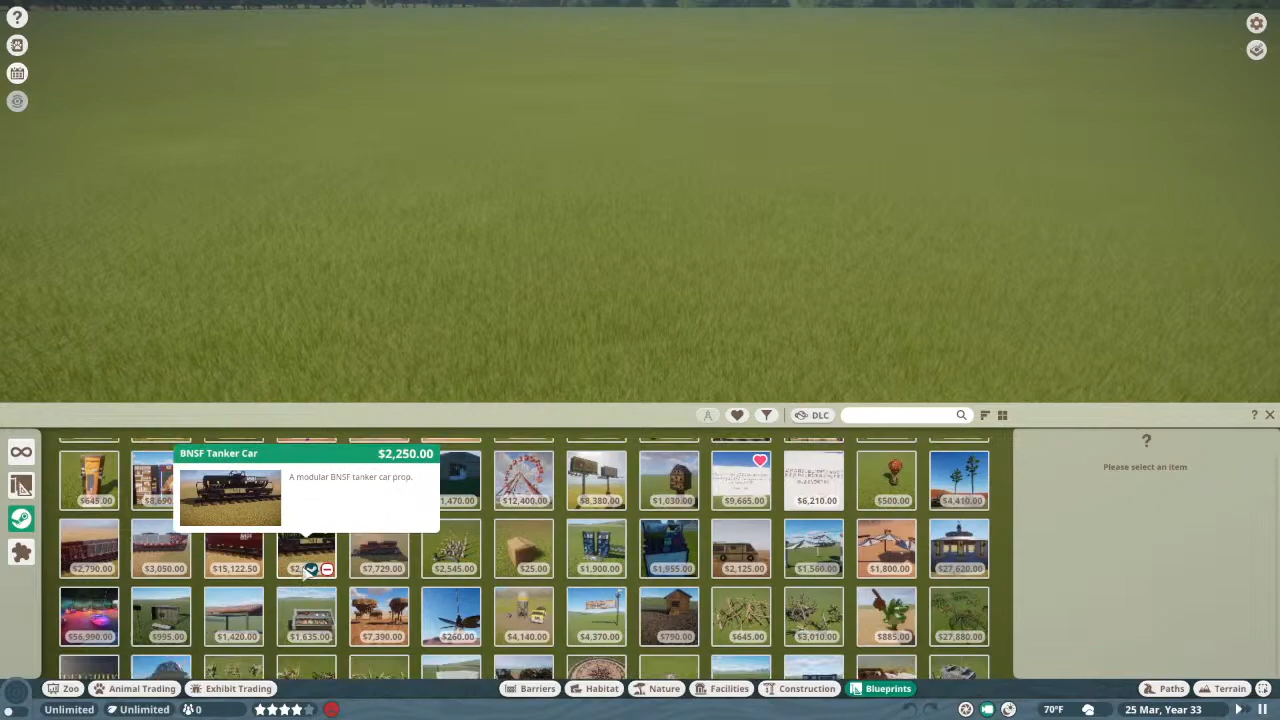 DLC
BNSF Tanker Car $2,250.00
A modular BNSF tanker car prop.
?
Please select an item
$645.00
$12,400.00 $8,380.00 $1,030.00 $9,665.00 $6,210.00 $500.00 $4,410.00
$2,790.00 $3,050.00 $15,122.50 $7,729.00 $2,545.00 $25.00 $1,900.00 $1,955.00 $2,125.00 $1,560.00 $1,800.00 $27,620.00
$56,990.00 $995.00 $1,420.00 $1,635.00 $7,390.00 $260.00 $4,140.00 $4,370.00 $790.00 $645.00 $3,010.00 $885.00 $27,880.00
Zoo Animal Trading Exhibit Trading Barriers Habitat Nature Facilities Construction Blueprints Paths Terrain
Unlimited Unlimited 0 70°F 25 Mar, Year 33